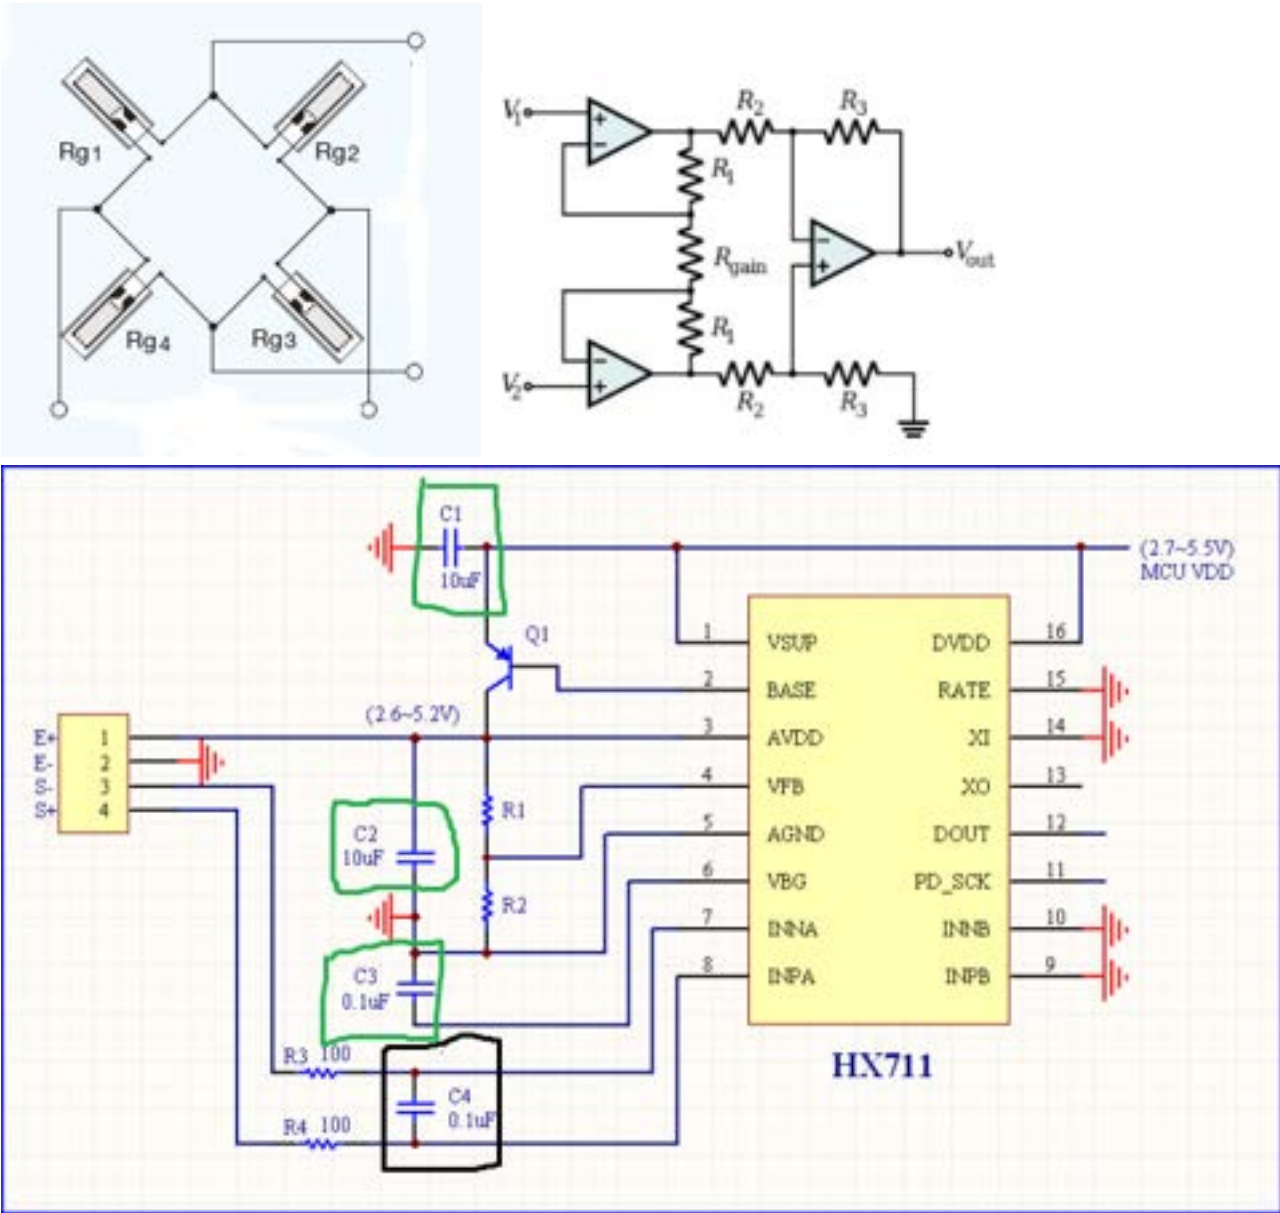 Rg1
Rg2
Rg4
Rg3
V1
R2
R3
R1
Rgain
Vout
R1
V2
R2
R3
C1
10uF
(2.7~5.5V)
MCU VDD
Q1
1 VSUP DVDD 16
2 BASE RATE 15
(2.6~5.2V)
E+ 1
3 AVDD XI 14
E- 2
S- 3
4 VFB XO 13
S+ 4
R1
C2
10uF
5 AGND DOUT 12
6 VBG PD_SCK 11
R2
7 INNA INNB 10
C3
0.1uF
8 INPA INPB 9
R3 100
HX711
C4
0.1uF
R4 100